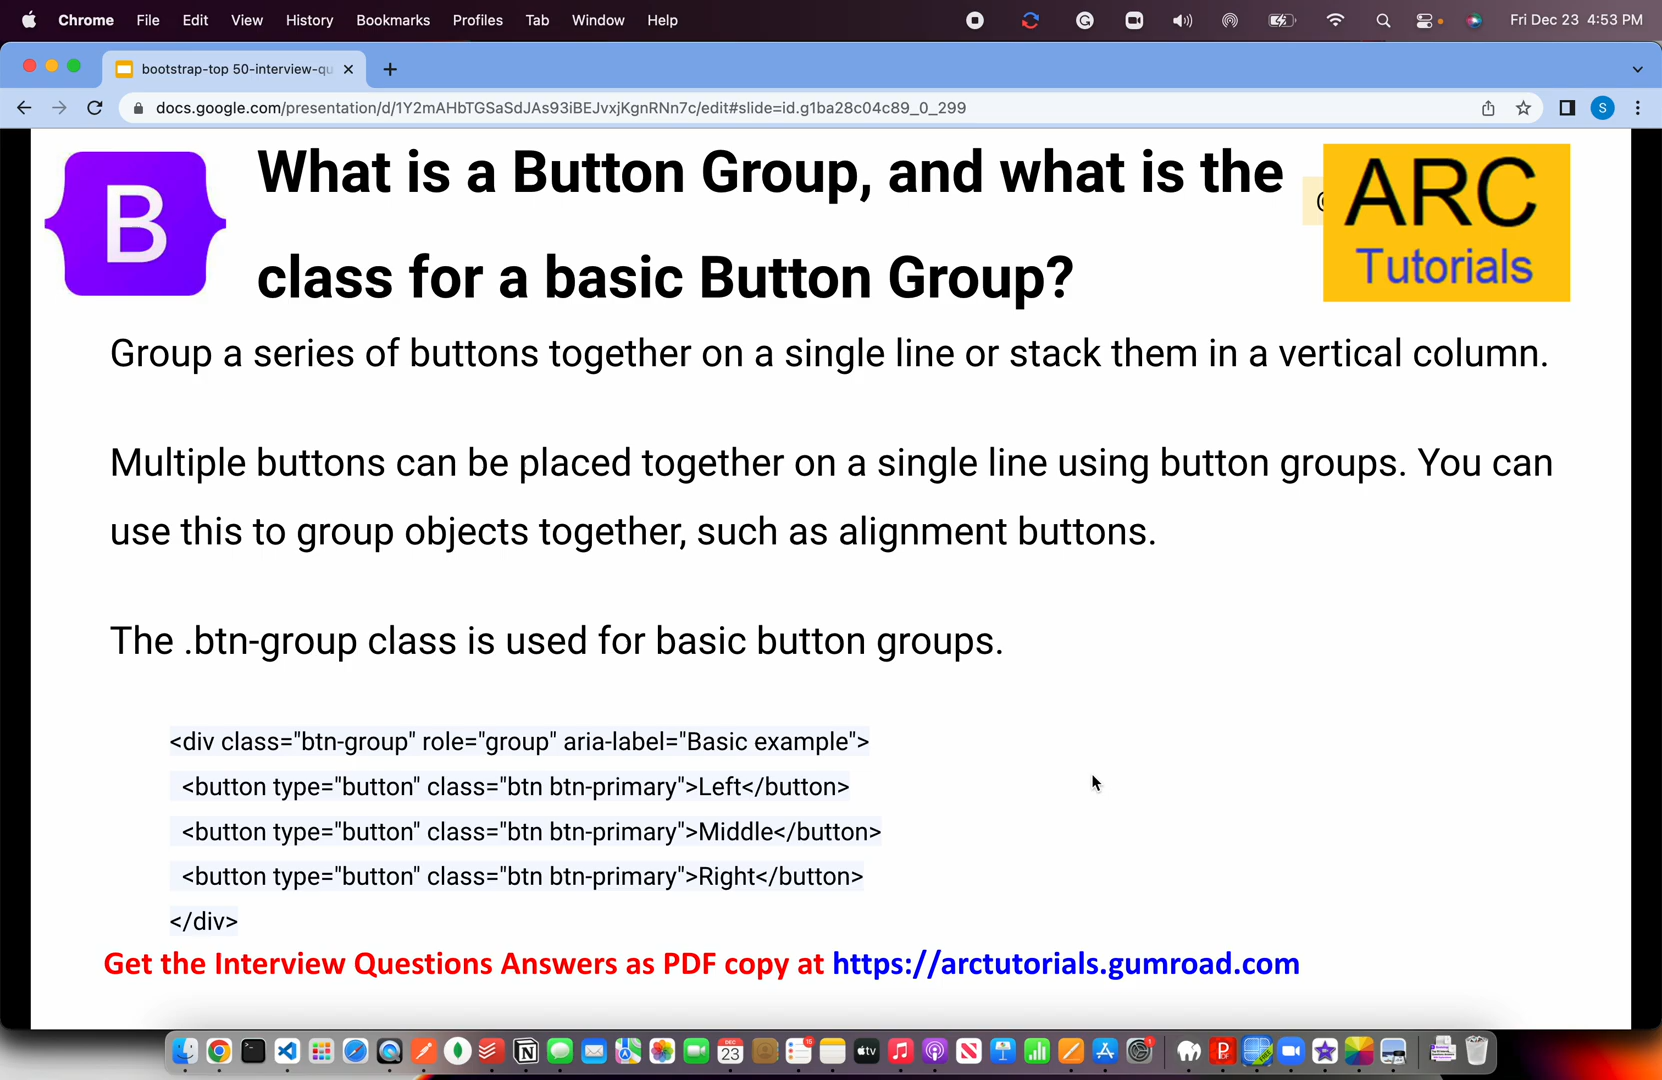 Chrome File Edit View History Bookmarks Profiles Tab Window Help Fri Dec 23 4:53 PM
bootstrap-top 50-interview-qu
docs.google.com/presentation/d/1Y2mAHbTGSaSdJAs93iBEJvxjKgnRNn7c/edit#slide=id.g1ba28c04c89_0_299 S
B
What is a Button Group, and what is the
class for a basic Button Group?
ARC
Tutorials
Group a series of buttons together on a single line or stack them in a vertical column.
Multiple buttons can be placed together on a single line using button groups. You can
use this to group objects together, such as alignment buttons.
The .btn-group class is used for basic button groups.
<div class="btn-group" role="group" aria-label="Basic example">
<button type="button" class="btn btn-primary">Left</button>
<button type="button" class="btn btn-primary">Middle</button>
<button type="button" class="btn btn-primary">Right</button>
</div>
Get the Interview Questions Answers as PDF copy at https://arctutorials.gumroad.com
DEC
23
tv